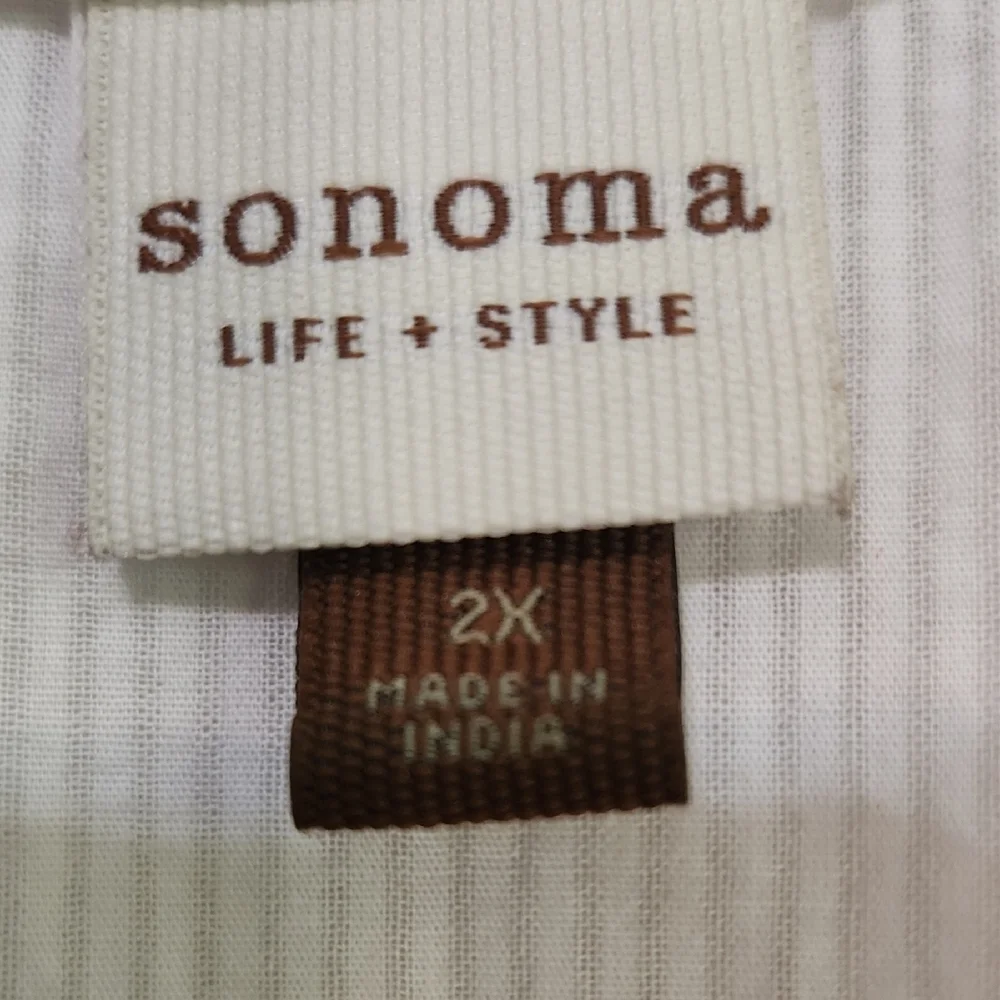 sonoma
LIFE + STYLE
2X
MADE IN
INDIA